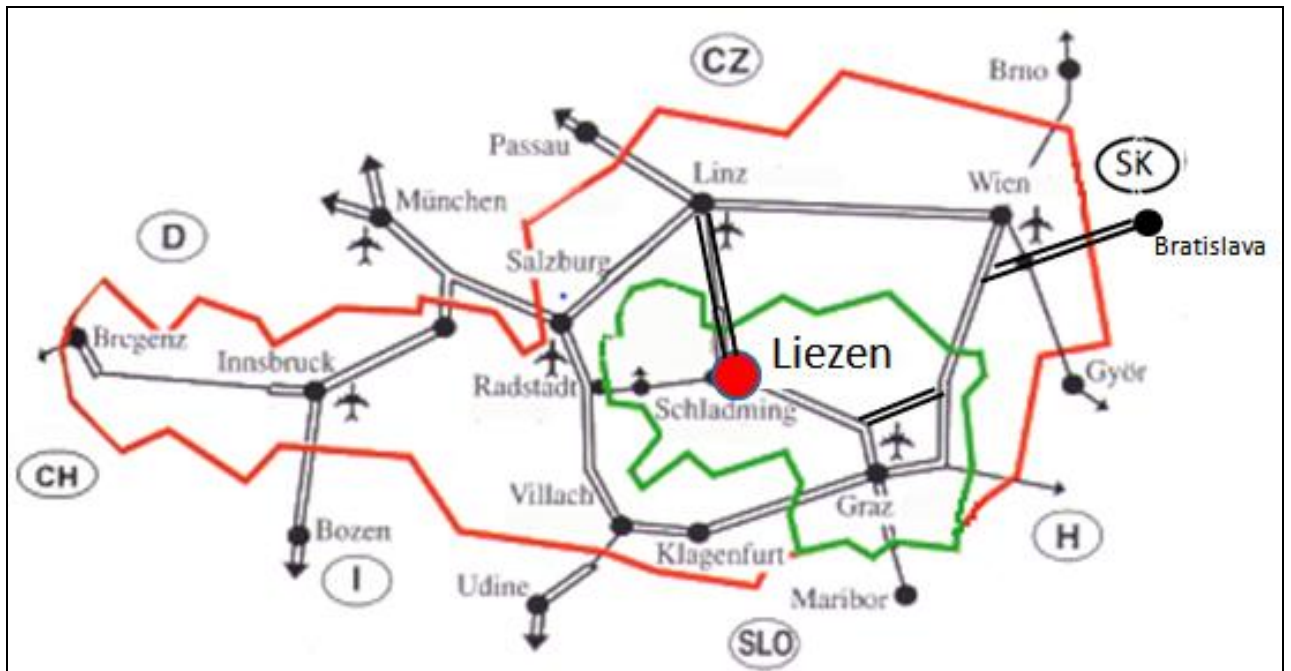 CZ
Brno
Passau
Linz
SK
Wien
München
D
Bratislava
Salzburg
Liezen
Bregenz
Innsbruck
Radstadt
Györ
Schladming
CH
Villach
Graz
Bozen
Klagenfurt
H
I
Udine
Maribor
SLO